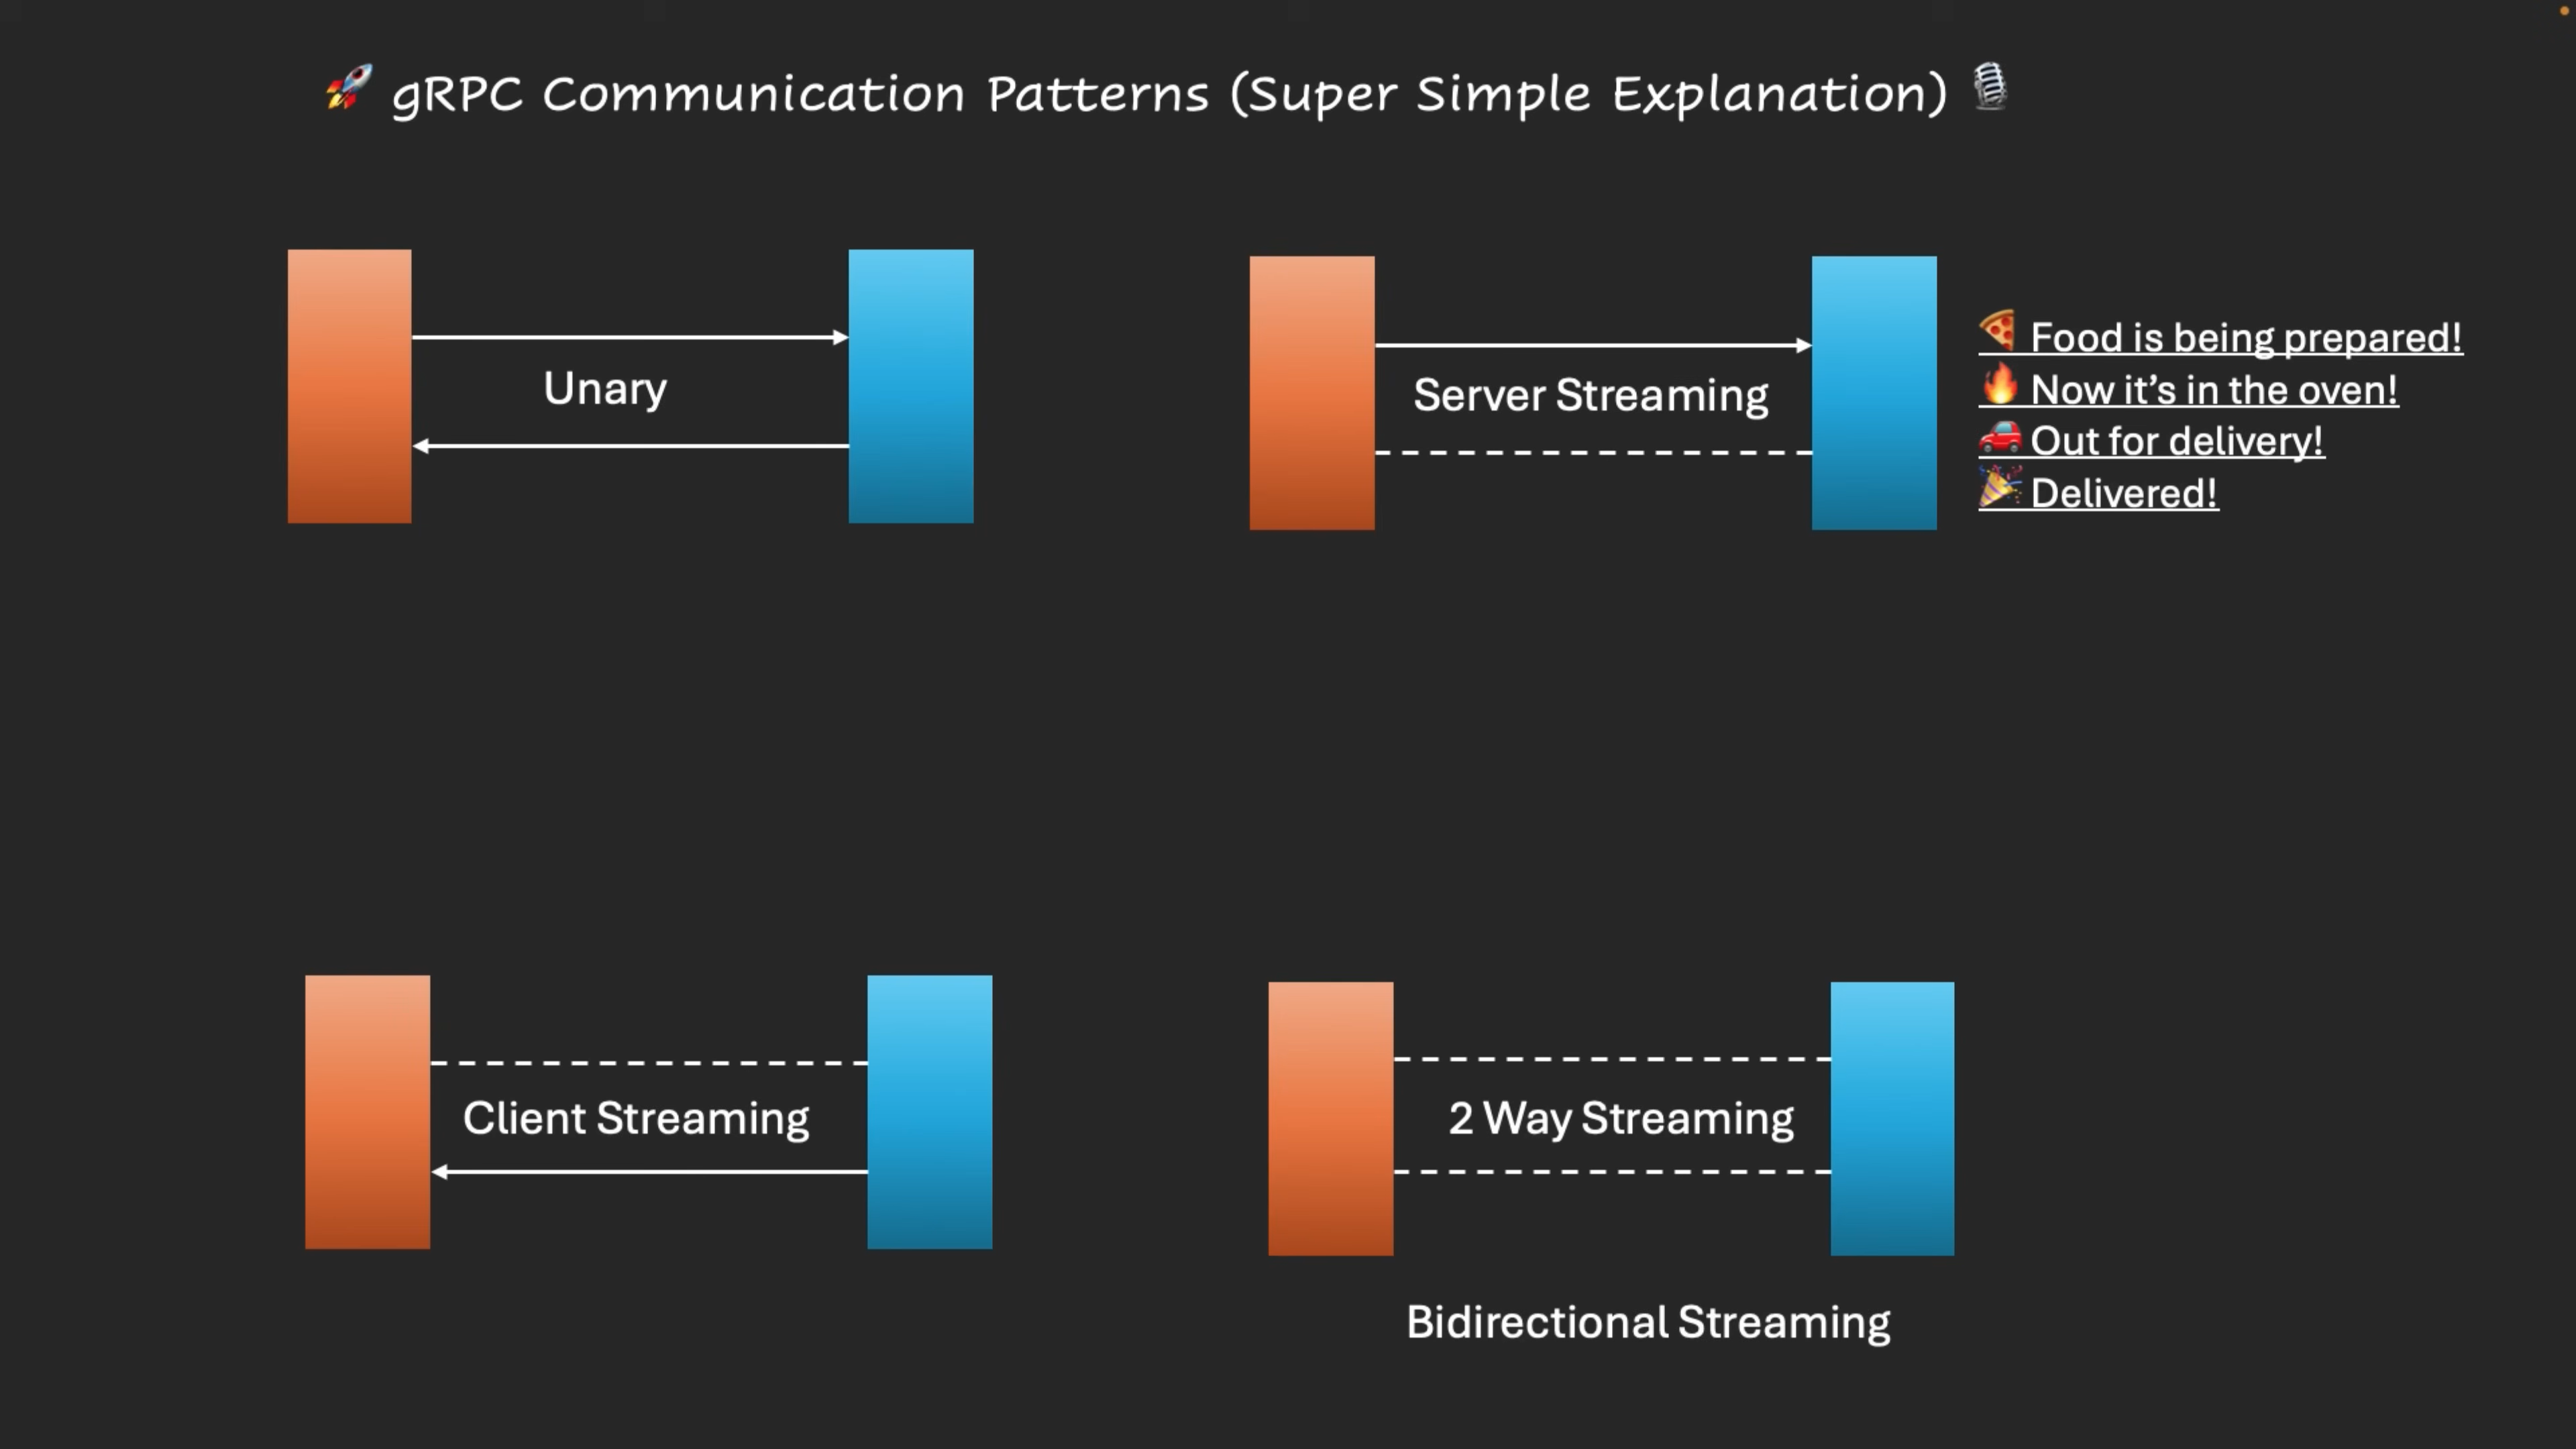 🚀 gRPC Communication Patterns (Super Simple Explanation) 🎙️
Unary
Server Streaming
🍕 Food is being prepared!
🔥 Now it’s in the oven!
🚗 Out for delivery!
🎉 Delivered!
Client Streaming
2 Way Streaming
Bidirectional Streaming